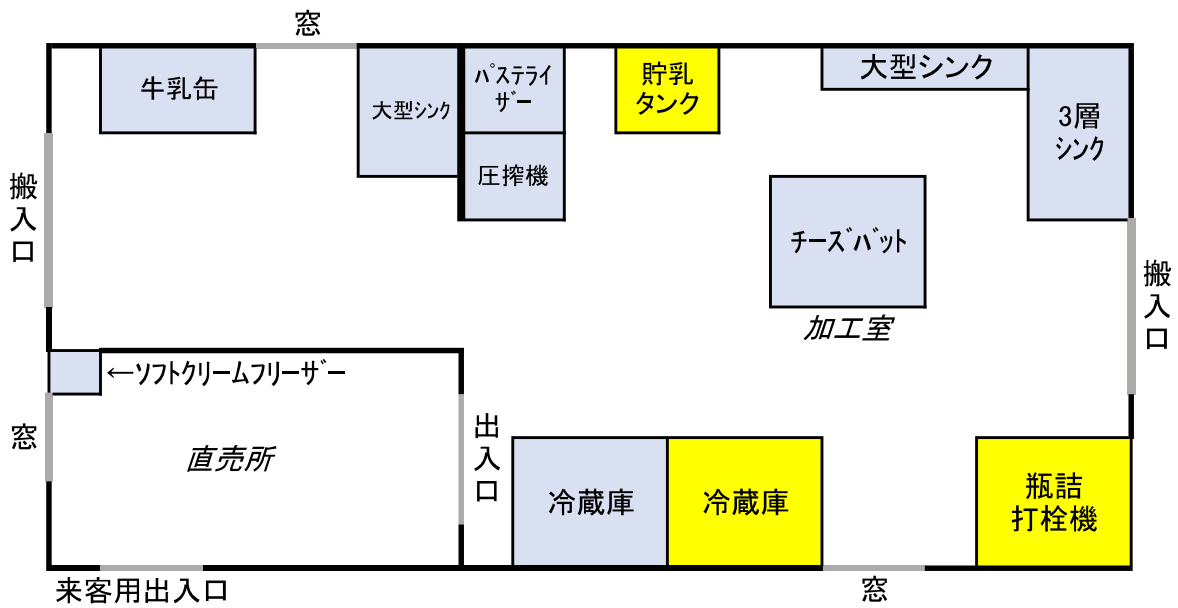 窓
牛乳缶
大型シンク
パステライ
ザー
圧搾機
貯乳
タンク
大型シンク
3層
シンク
搬入口
チーズバット
加工室
搬入口
←ソフトクリームフリーザー
窓
直売所
出入口
冷蔵庫
冷蔵庫
瓶詰
打栓機
来客用出入口
窓